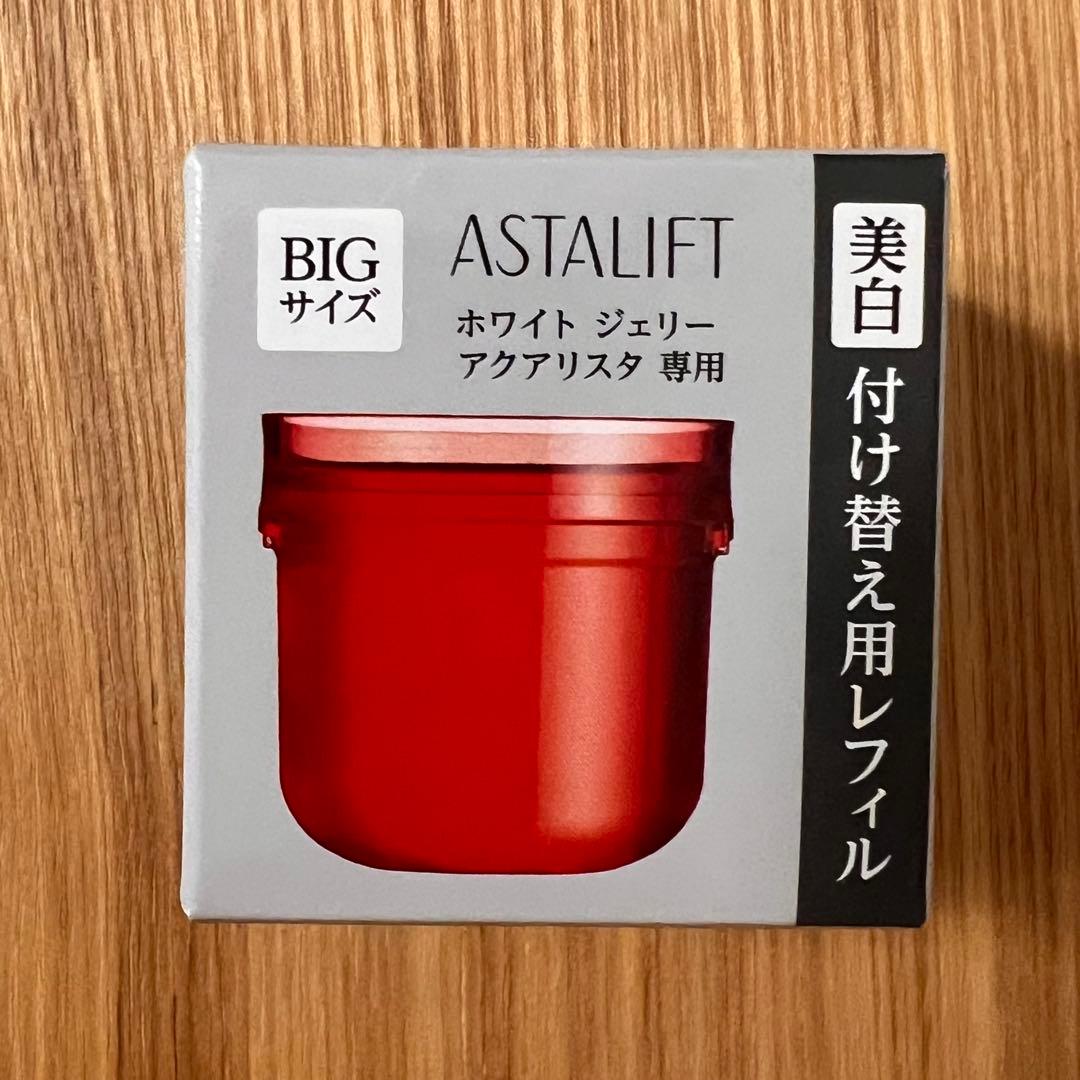 BIG
サイズ
ASTALIFT
ホワイト ジェリー
アクアリスタ 専用
美白
付け替え用レフィル